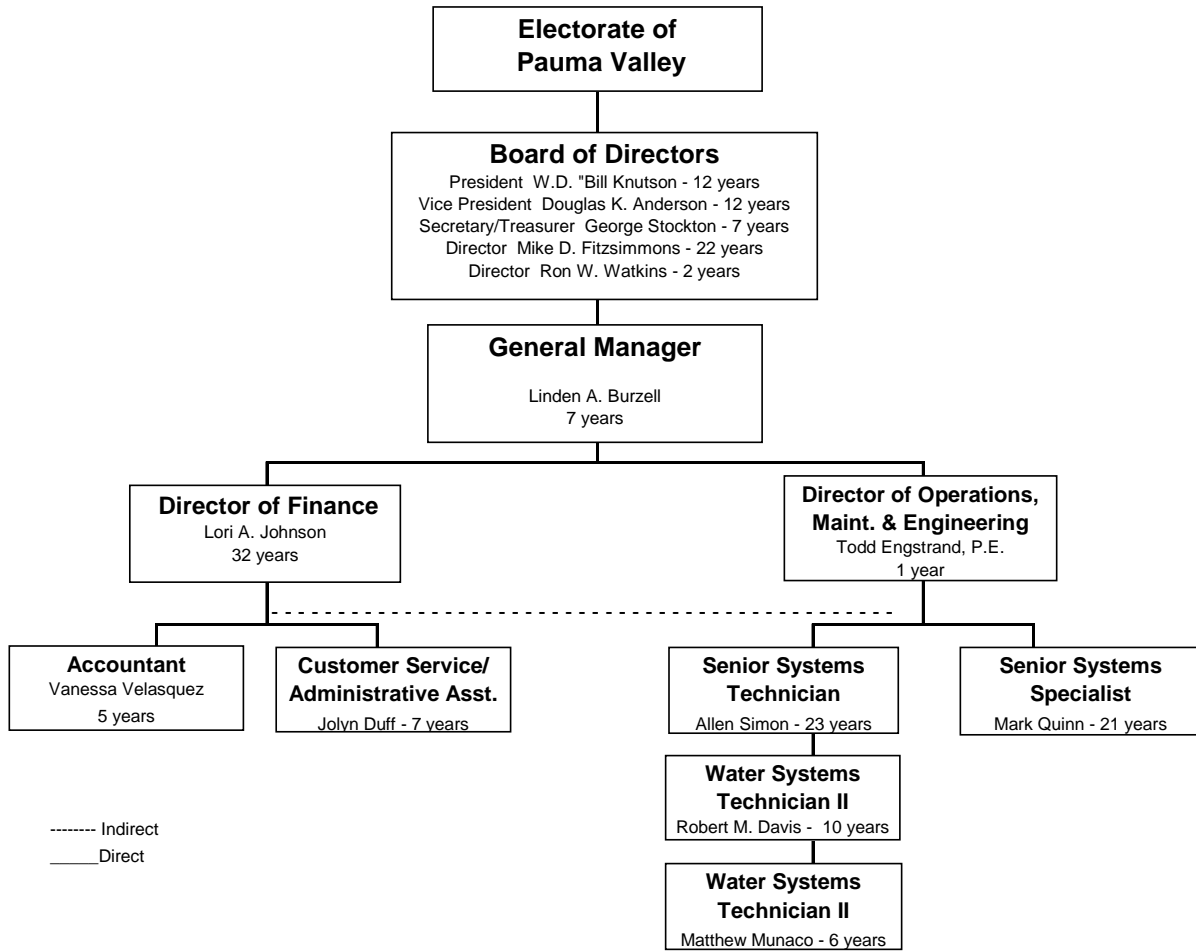 Electorate of
Pauma Valley
Board of Directors
President W.D. "Bill Knutson - 12 years
Vice President Douglas K. Anderson - 12 years
Secretary/Treasurer George Stockton - 7 years
Director Mike D. Fitzsimmons - 22 years
Director Ron W. Watkins - 2 years
General Manager
Linden A. Burzell
7 years
Director of Finance
Lori A. Johnson
32 years
Director of Operations,
Maint. & Engineering
Todd Engstrand, P.E.
1 year
Accountant
Vanessa Velasquez
5 years
Customer Service/
Administrative Asst.
Jolyn Duff - 7 years
Senior Systems
Technician
Allen Simon - 23 years
Senior Systems
Specialist
Mark Quinn - 21 years
Water Systems
Technician II
Robert M. Davis - 10 years
Water Systems
Technician II
Matthew Munaco - 6 years
-------- Indirect
_____Direct